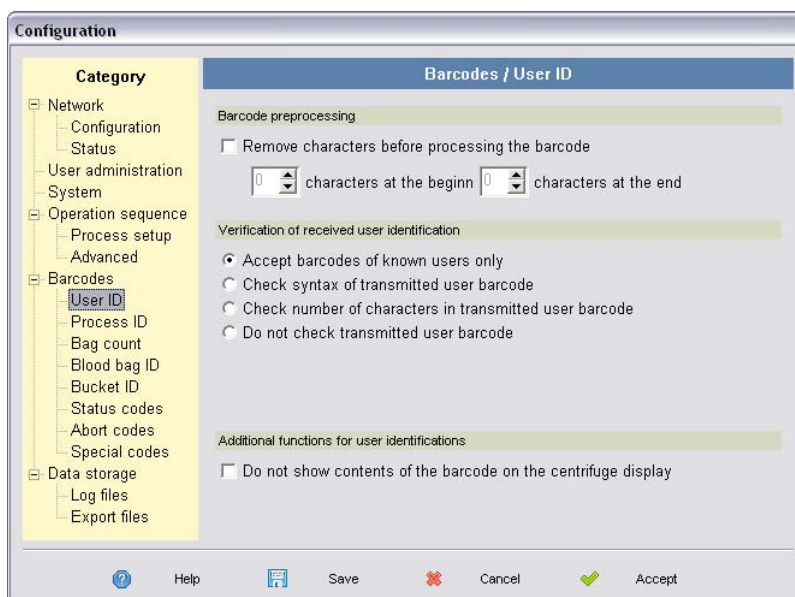 Configuration
Category
Network
Configuration
Status
User administration
System
Operation sequence
Process setup
Advanced
Barcodes
User ID
Process ID
Bag count
Blood bag ID
Bucket ID
Status codes
Abort codes
Special codes
Data storage
Log files
Export files
Barcodes / User ID
Barcode preprocessing
Remove characters before processing the barcode
0 characters at the beginn 0 characters at the end
Verification of received user identification
Accept barcodes of known users only
Check syntax of transmitted user barcode
Check number of characters in transmitted user barcode
Do not check transmitted user barcode
Additional functions for user identifications
Do not show contents of the barcode on the centrifuge display
Help Save Cancel Accept